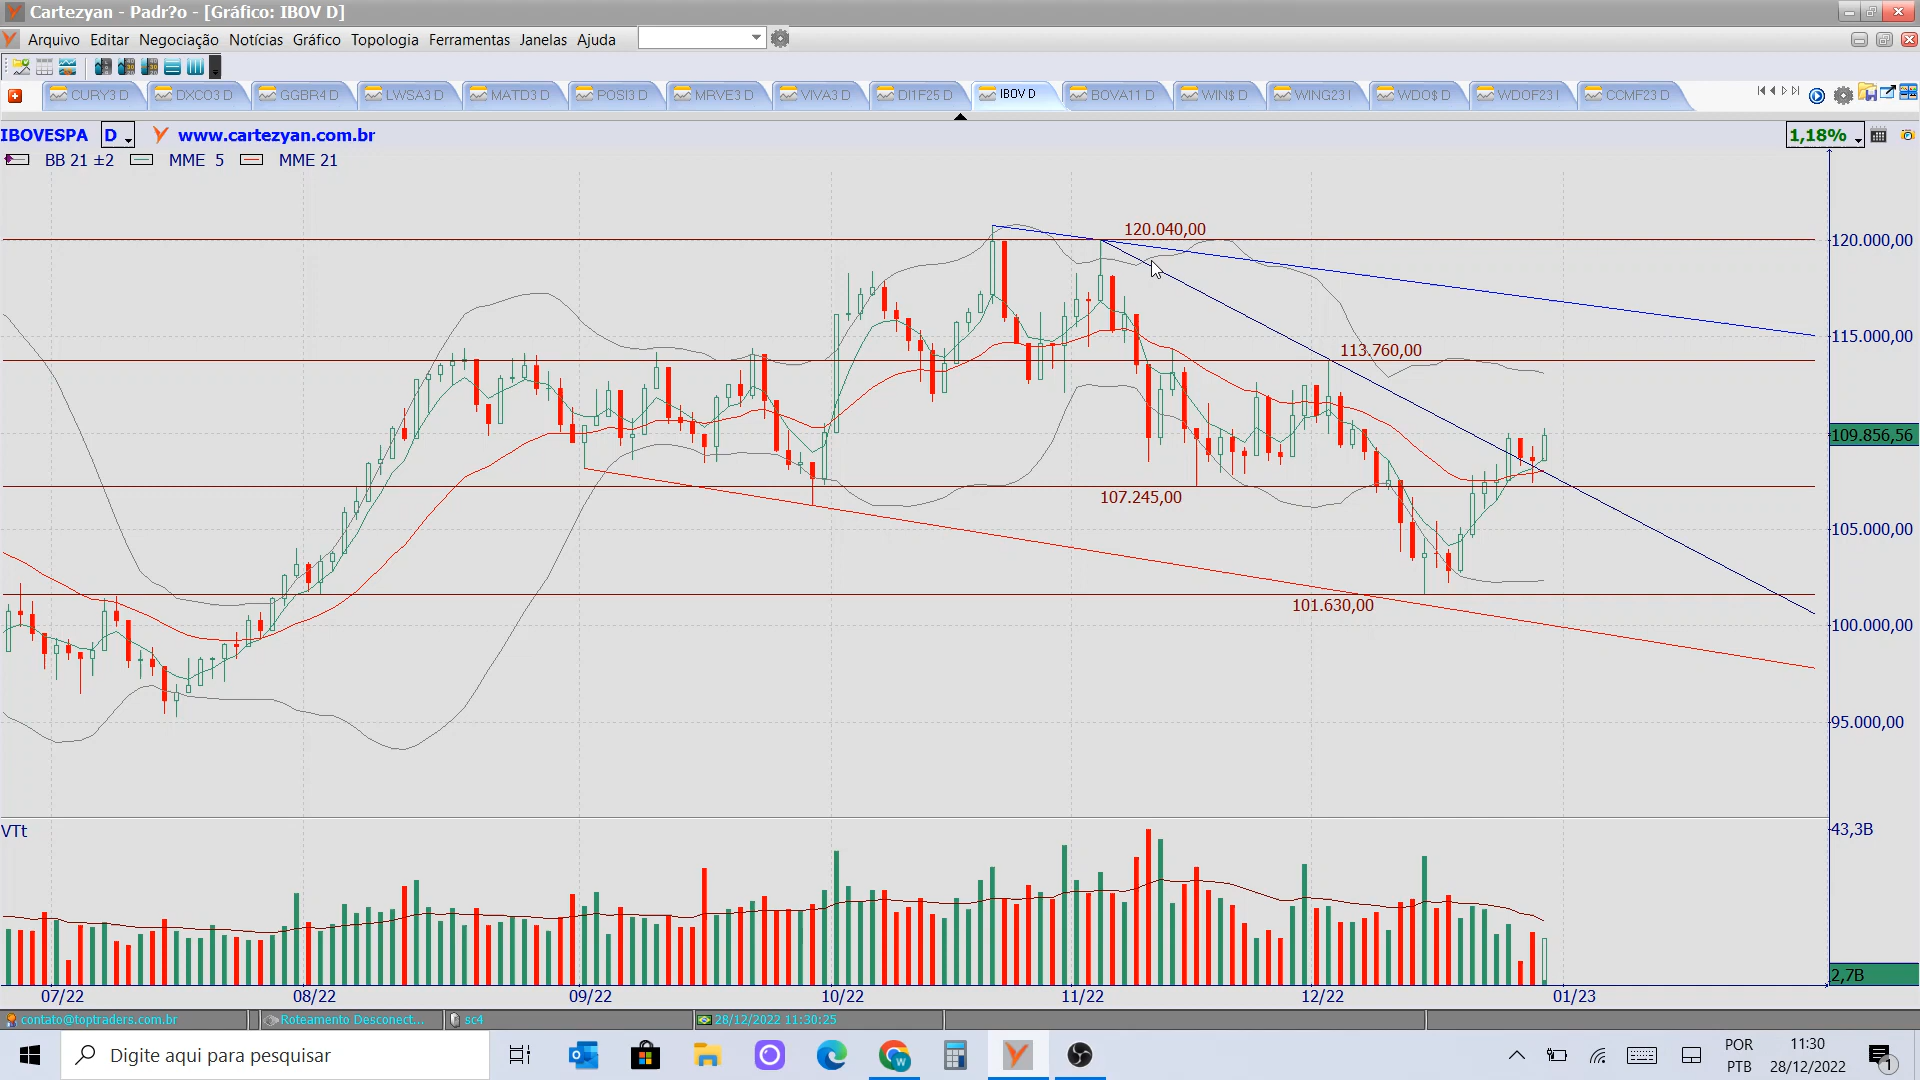 Cartezyan - Padr?o - [Gráfico: IBOV D]
Arquivo Editar Negociação Notícias Gráfico Topologia Ferramentas Janelas Ajuda
CURY3 D DXCO3 D GGBR4 D LWSA3 D MATD3 D POSI3 D MRVE3 D VIVA3 D DI1F25 D IBOV D BOVA11 D WIN$ D WING23 I WDO$ D WDOF23 I CCMF23 D
IBOVESPA D www.cartezyan.com.br 1,18%
BB 21 ±2 MME 5 MME 21
120.040,00
120.000,00
115.000,00
113.760,00
109.856,56
107.245,00
105.000,00
101.630,00
100.000,00
95.000,00
VTt
43,3B
2,7B
07/22 08/22 09/22 10/22 11/22 12/22 01/23
contato@toptraders.com.br Roteamento Desconect... sc4 28/12/2022 11:30:25
Digite aqui para pesquisar
POR
PTB
11:30
28/12/2022
1